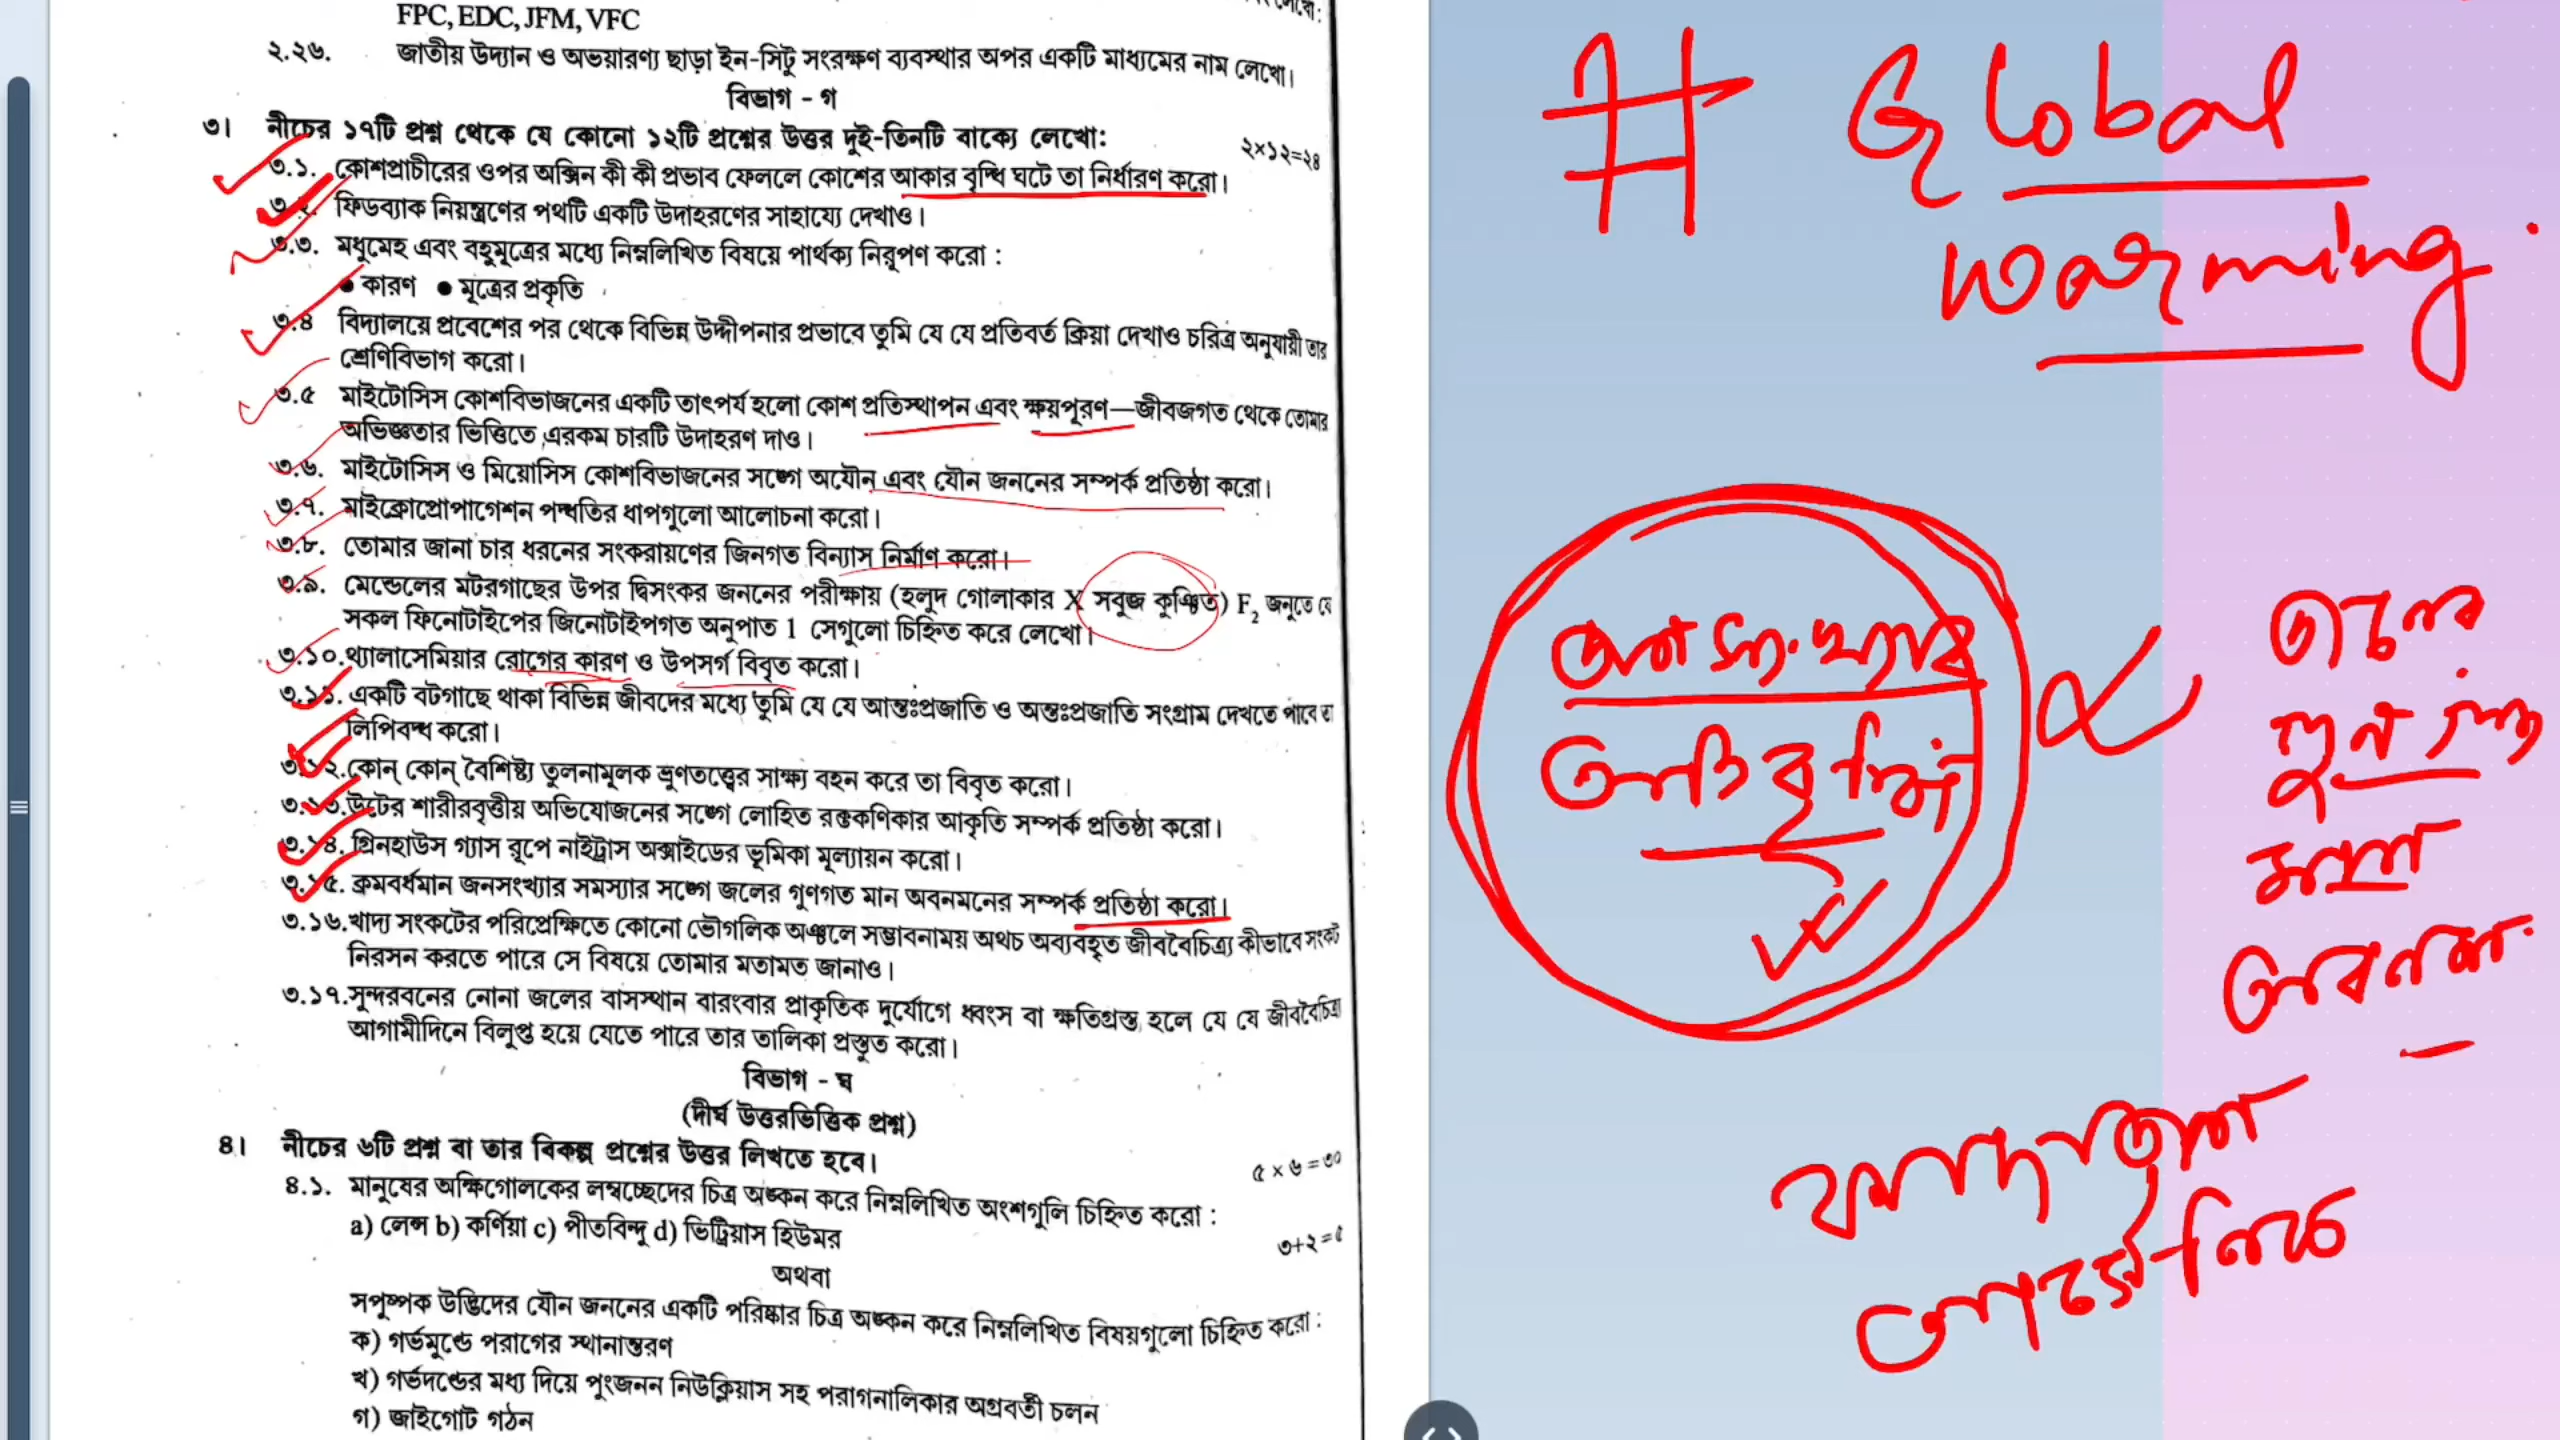 FPC, EDC, JFM, VFC
২.২৬. জাতীয় উদ্যান ও অভয়ারণ্য ছাড়া ইন-সিটু সংরক্ষণ ব্যবস্থার অপর একটি মাধ্যমের নাম লেখো।
বিভাগ - গ
৩। নীচের ১৭টি প্রশ্ন থেকে যে কোনো ১২টি প্রশ্নের উত্তর দুই-তিনটি বাক্যে লেখো: ২×১২=২৪
৩.১. কোশপ্রাচীরের ওপর অক্সিন কী কী প্রভাব ফেললে কোশের আকার বৃদ্ধি ঘটে তা নির্ধারণ করো।
৩.২. ফিডব্যাক নিয়ন্ত্রণের পথটি একটি উদাহরণের সাহায্যে দেখাও।
৩.৩. মধুমেহ এবং বহুমূত্রের মধ্যে নিম্নলিখিত বিষয়ে পার্থক্য নিরূপণ করো :
● কারণ ● মূত্রের প্রকৃতি
৩.৪ বিদ্যালয়ে প্রবেশের পর থেকে বিভিন্ন উদ্দীপনার প্রভাবে তুমি যে যে প্রতিবর্ত ক্রিয়া দেখাও চরিত্র অনুযায়ী তার
শ্রেণিবিভাগ করো।
৩.৫ মাইটোসিস কোশবিভাজনের একটি তাৎপর্য হলো কোশ প্রতিস্থাপন এবং ক্ষয়পূরণ—জীবজগত থেকে তোমার
অভিজ্ঞতার ভিত্তিতে এরকম চারটি উদাহরণ দাও।
৩.৬. মাইটোসিস ও মিয়োসিস কোশবিভাজনের সঙ্গে অযৌন এবং যৌন জননের সম্পর্ক প্রতিষ্ঠা করো।
৩.৭. মাইক্রোপ্রোপাগেশন পদ্ধতির ধাপগুলো আলোচনা করো।
৩.৮. তোমার জানা চার ধরনের সংকরায়ণের জিনগত বিন্যাস নির্মাণ করো।
৩.৯. মেন্ডেলের মটরগাছের উপর দ্বিসংকর জননের পরীক্ষায় (হলুদ গোলাকার X সবুজ কুঞ্চিত) F₂ জনুতে যে
সকল ফিনোটাইপের জিনোটাইপগত অনুপাত 1 সেগুলো চিহ্নিত করে লেখো।
৩.১০.থ্যালাসেমিয়ার রোগের কারণ ও উপসর্গ বিবৃত করো।
৩.১১. একটি বটগাছে থাকা বিভিন্ন জীবদের মধ্যে তুমি যে যে আন্তঃপ্রজাতি ও অন্তঃপ্রজাতি সংগ্রাম দেখতে পাবে তা
লিপিবদ্ধ করো।
৩.১২.কোন্ কোন্ বৈশিষ্ট্য তুলনামূলক ভ্রূণতত্ত্বের সাক্ষ্য বহন করে তা বিবৃত করো।
৩.১৩.উটের শারীরবৃত্তীয় অভিযোজনের সঙ্গে লোহিত রক্তকণিকার আকৃতি সম্পর্ক প্রতিষ্ঠা করো।
৩.১৪. গ্রিনহাউস গ্যাস রূপে নাইট্রাস অক্সাইডের ভূমিকা মূল্যায়ন করো।
৩.১৫. ক্রমবর্ধমান জনসংখ্যার সমস্যার সঙ্গে জলের গুণগত মান অবনমনের সম্পর্ক প্রতিষ্ঠা করো।
৩.১৬.খাদ্য সংকটের পরিপ্রেক্ষিতে কোনো ভৌগলিক অঞ্চলে সম্ভাবনাময় অথচ অব্যবহৃত জীববৈচিত্র্য কীভাবে সংকট
নিরসন করতে পারে সে বিষয়ে তোমার মতামত জানাও।
৩.১৭.সুন্দরবনের নোনা জলের বাসস্থান বারংবার প্রাকৃতিক দুর্যোগে ধ্বংস বা ক্ষতিগ্রস্ত হলে যে যে জীববৈচিত্র্য
আগামীদিনে বিলুপ্ত হয়ে যেতে পারে তার তালিকা প্রস্তুত করো।
বিভাগ - ঘ
(দীর্ঘ উত্তরভিত্তিক প্রশ্ন)
৪। নীচের ৬টি প্রশ্ন বা তার বিকল্প প্রশ্নের উত্তর লিখতে হবে। ৫ × ৬ = ৩০
৪.১. মানুষের অক্ষিগোলকের লম্বচ্ছেদের চিত্র অঙ্কন করে নিম্নলিখিত অংশগুলি চিহ্নিত করো :
a) লেন্স b) কর্ণিয়া c) পীতবিন্দু d) ভিট্রিয়াস হিউমর ৩+২=৫
অথবা
সপুষ্পক উদ্ভিদের যৌন জননের একটি পরিষ্কার চিত্র অঙ্কন করে নিম্নলিখিত বিষয়গুলো চিহ্নিত করো :
ক) গর্ভমুণ্ডে পরাগের স্থানান্তরণ
খ) গর্ভদণ্ডের মধ্য দিয়ে পুংজনন নিউক্লিয়াস সহ পরাগনালিকার অগ্রবর্তী চলন
গ) জাইগোট গঠন
# Global
warming
জনসংখ্যার
অতিবৃদ্ধি
জলের
গুনগত
মান
অবনমন